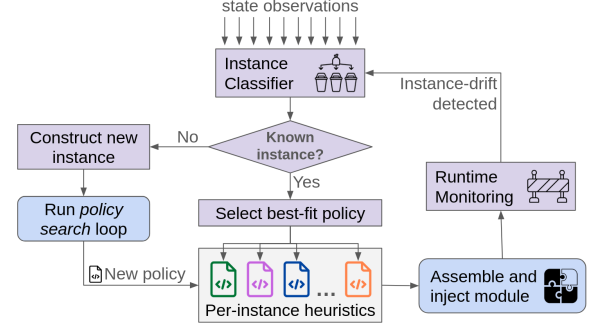 state observations
Instance
Classifier
Instance-drift
detected
Known
instance?
No
Yes
Construct new
instance
Run policy
search loop
Select best-fit policy
Runtime
Monitoring
</> New policy
</> </> </> ... </>
Per-instance heuristics
Assemble and
inject module